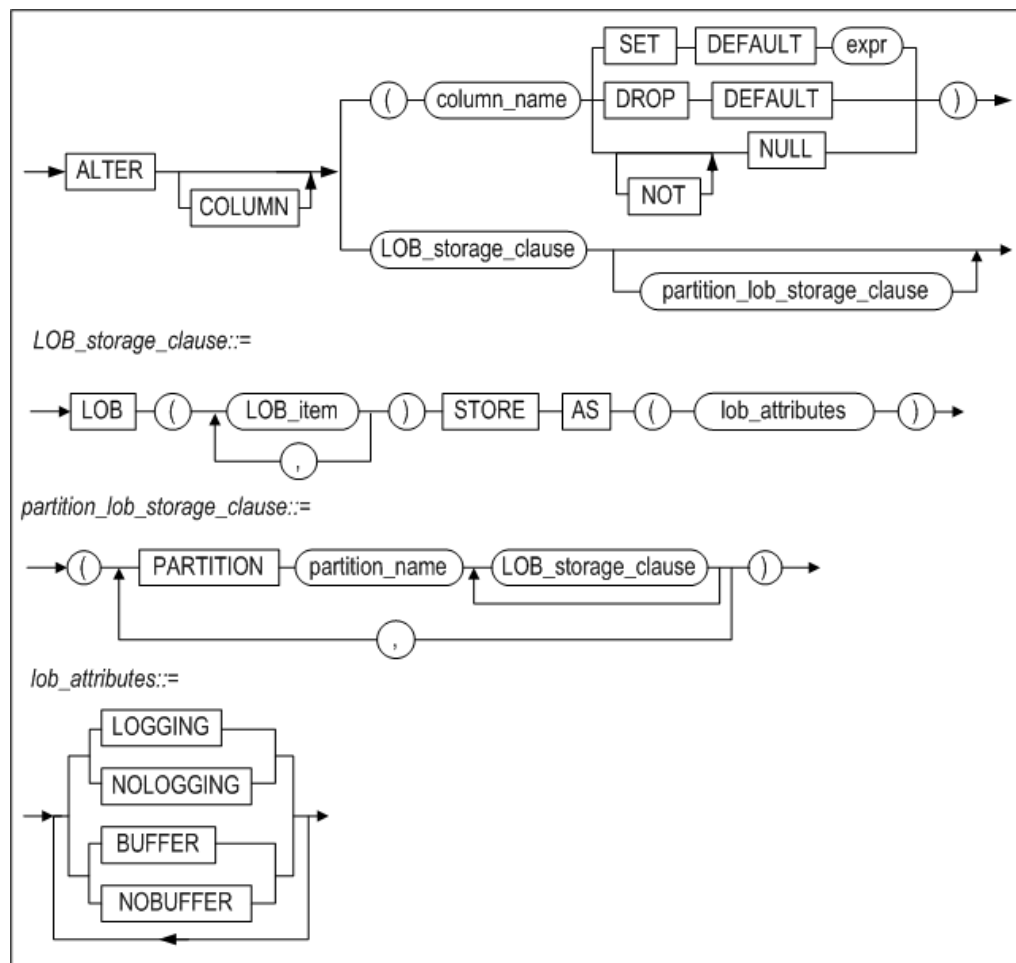 SET DEFAULT expr
( column_name DROP DEFAULT )
NULL
ALTER
NOT
COLUMN
LOB_storage_clause
partition_lob_storage_clause
LOB_storage_clause::=
LOB ( LOB_item ) STORE AS ( lob_attributes )
,
partition_lob_storage_clause::=
( PARTITION partition_name LOB_storage_clause )
,
lob_attributes::=
LOGGING
NOLOGGING
BUFFER
NOBUFFER